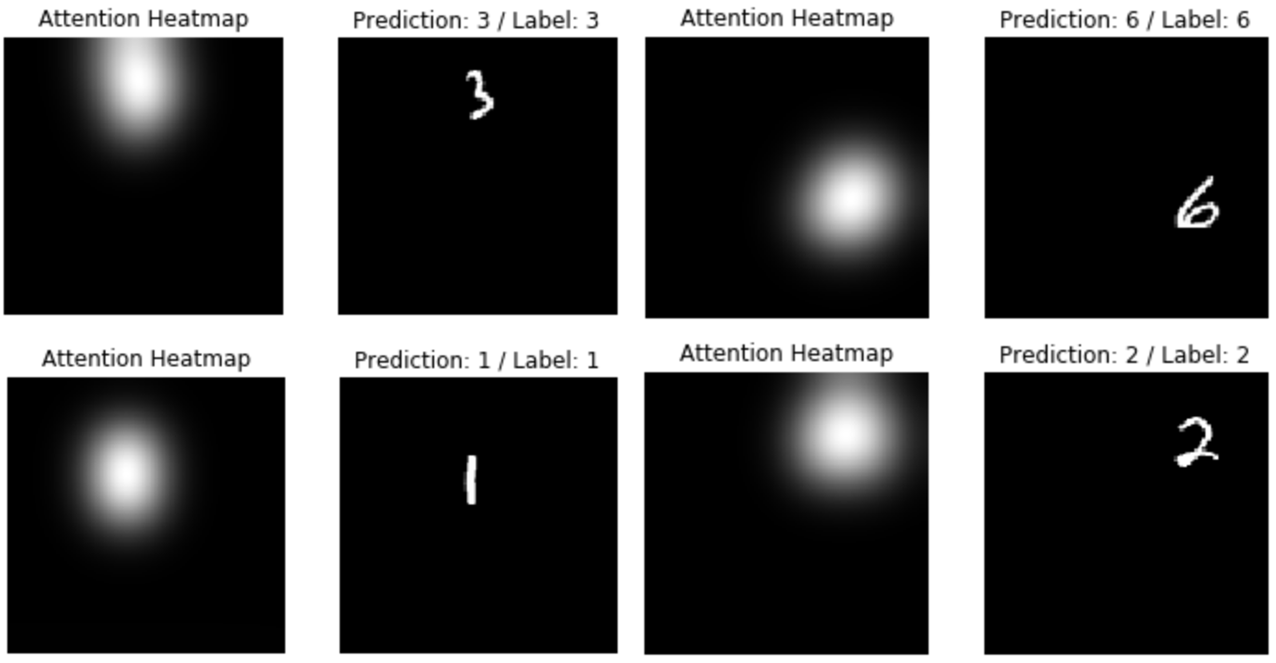 Attention Heatmap
Prediction: 3 / Label: 3
Attention Heatmap
Prediction: 6 / Label: 6
3
6
Attention Heatmap
Prediction: 1 / Label: 1
Attention Heatmap
Prediction: 2 / Label: 2
1
2